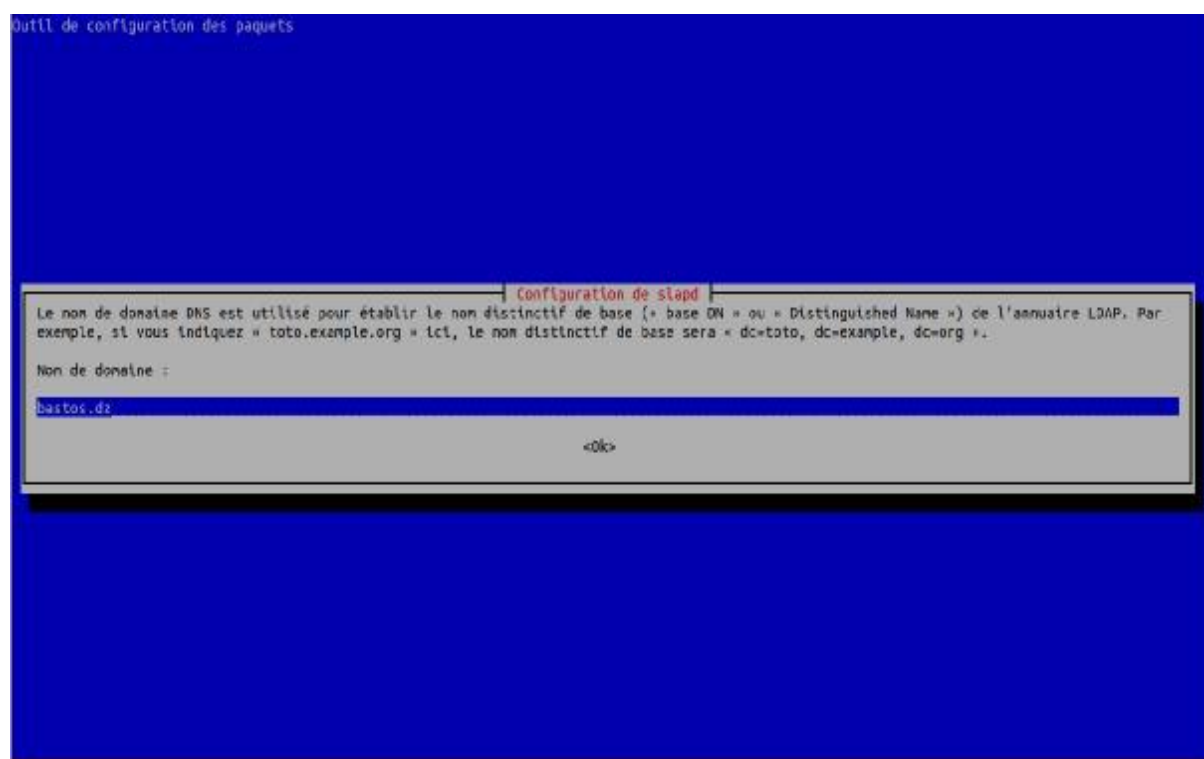 Outil de configuration des paquets
Configuration de slapd
Le nom de domaine DNS est utilisé pour établir le nom distinctif de base (« base DN » ou « Distinguished Name ») de l'annuaire LDAP. Par
exemple, si vous indiquez « toto.example.org » ici, le nom distinctif de base sera « dc=toto, dc=example, dc=org ».
Nom de domaine :
bastos.dz
<Ok>